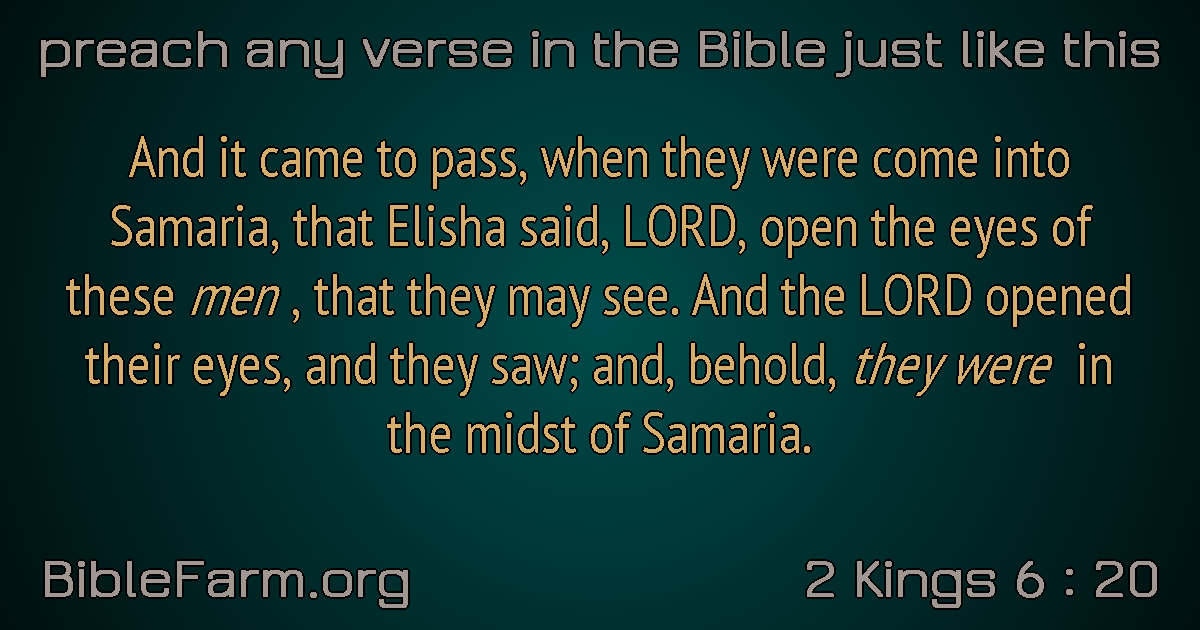 preach any verse in the Bible just like this
And it came to pass, when they were come into
Samaria, that Elisha said, LORD, open the eyes of
these men , that they may see. And the LORD opened
their eyes, and they saw; and, behold, they were in
the midst of Samaria.
BibleFarm.org
2 Kings 6 : 20